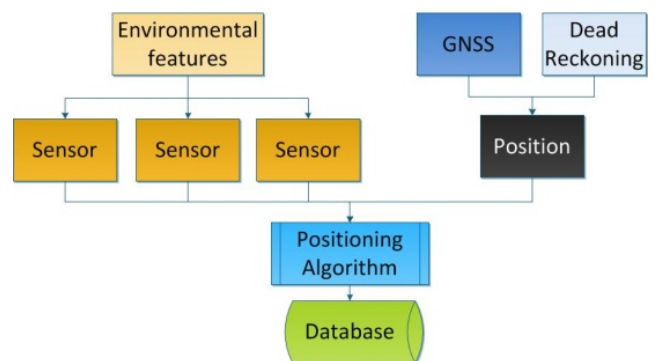 Environmental
features
GNSS
Dead
Reckoning
Sensor
Sensor
Sensor
Position
Positioning
Algorithm
Database